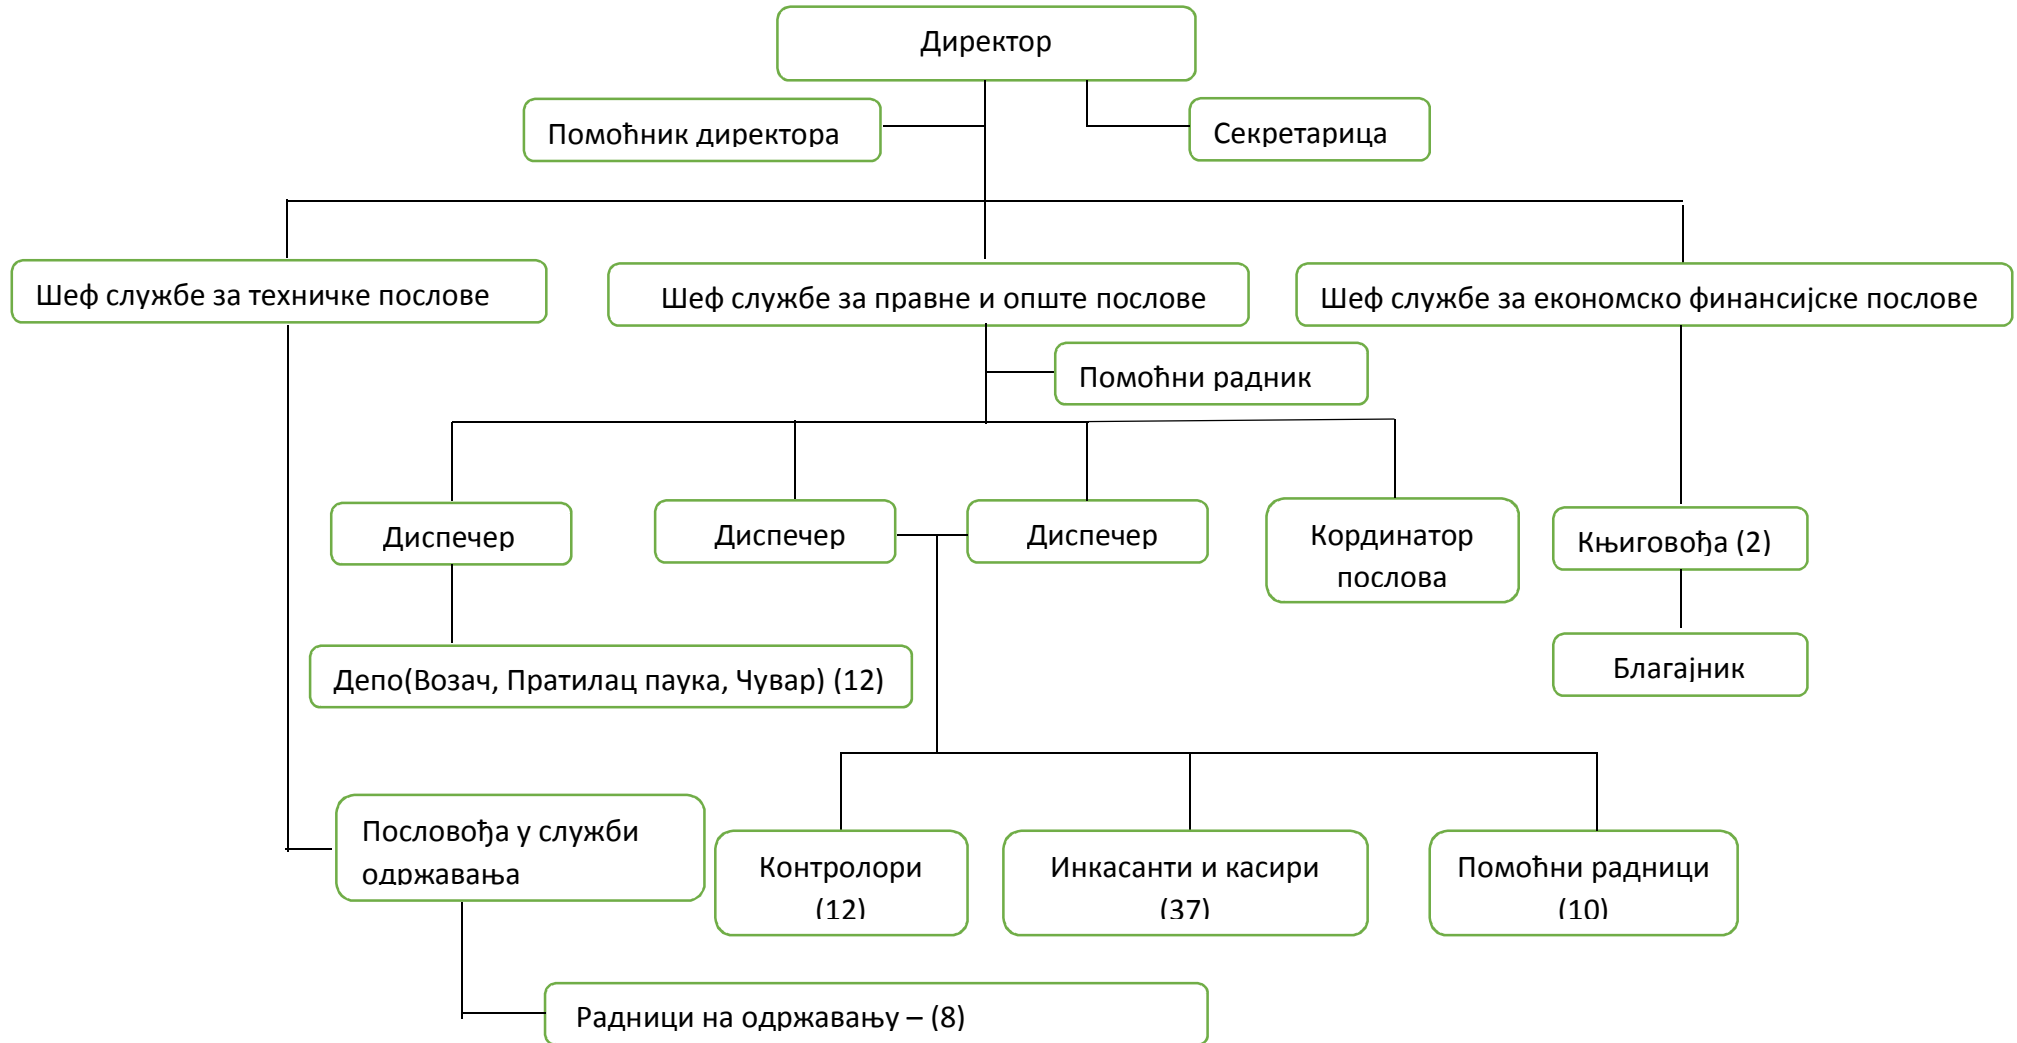 Директор
Помоћник директора
Секретарица
Шеф службе за техничке послове
Шеф службе за правне и опште послове
Шеф службе за економско финансијске послове
Помоћни радник
Диспечер
Диспечер
Диспечер
Кординатор
послова
Књиговођа (2)
Депо(Возач, Пратилац паука, Чувар) (12)
Благајник
Пословођа у служби
одржавања
Контролори
(12)
Инкасанти и касири
(37)
Помоћни радници
(10)
Радници на одржавању – (8)